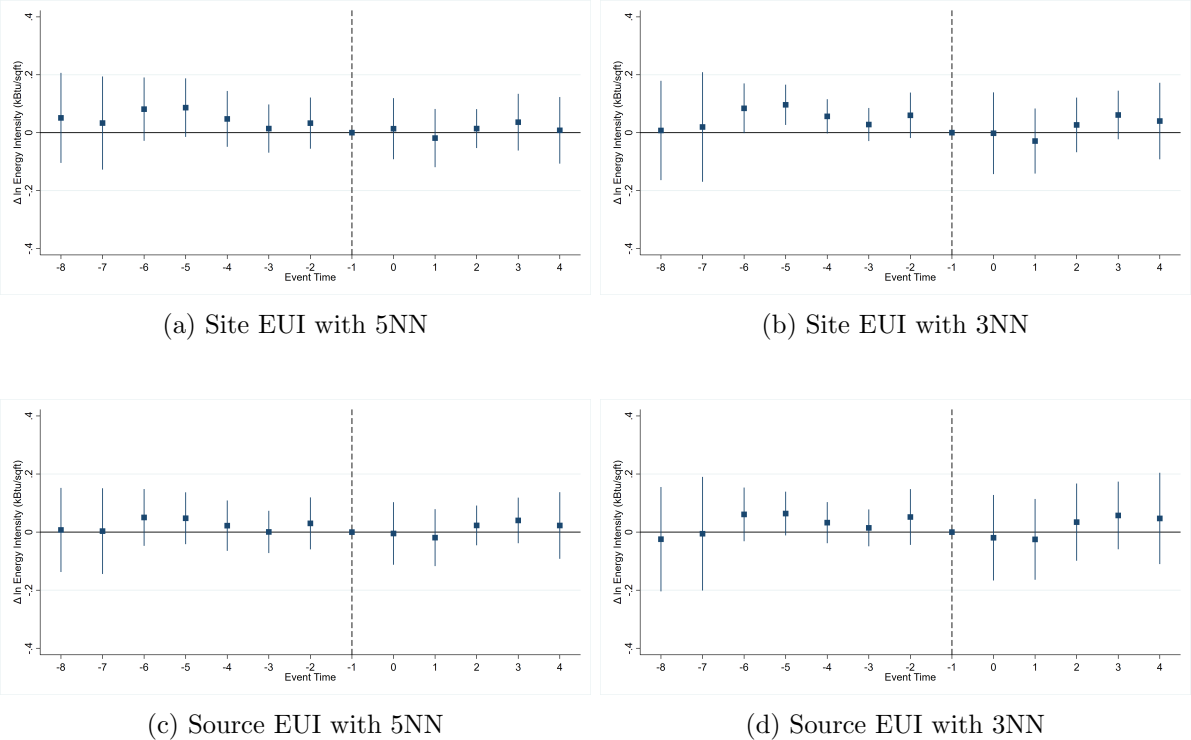 Δ ln Energy Intensity (kBtu/sqft)
.4
.2
0
-.2
-.4
-8 -7 -6 -5 -4 -3 -2 -1 0 1 2 3 4
Event Time
(a) Site EUI with 5NN
Δ ln Energy Intensity (kBtu/sqft)
.4
.2
0
-.2
-.4
-8 -7 -6 -5 -4 -3 -2 -1 0 1 2 3 4
Event Time
(b) Site EUI with 3NN
Δ ln Energy Intensity (kBtu/sqft)
.4
.2
0
-.2
-.4
-8 -7 -6 -5 -4 -3 -2 -1 0 1 2 3 4
Event Time
(c) Source EUI with 5NN
Δ ln Energy Intensity (kBtu/sqft)
.4
.2
0
-.2
-.4
-8 -7 -6 -5 -4 -3 -2 -1 0 1 2 3 4
Event Time
(d) Source EUI with 3NN